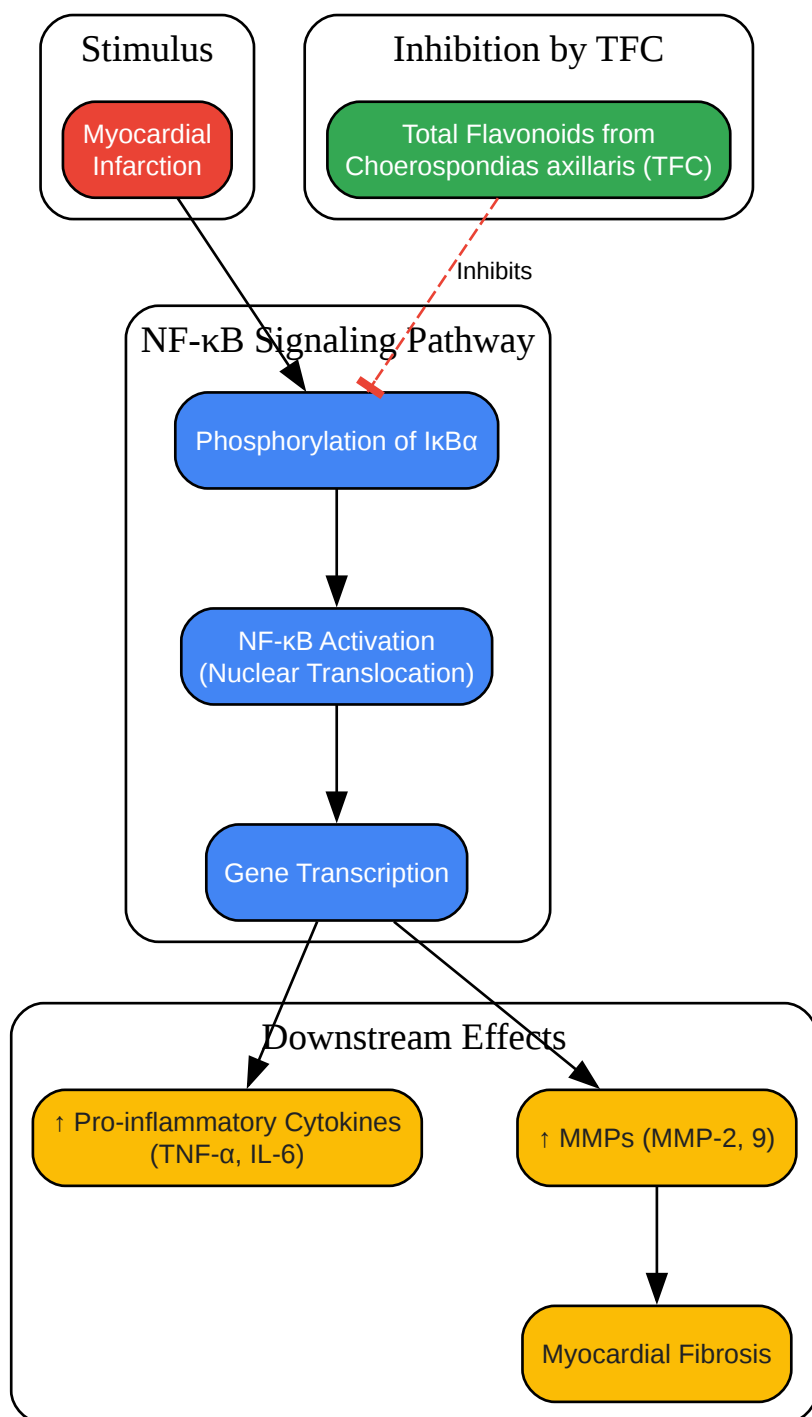 Stimulus
Inhibition by TFC
Myocardial
Infarction
Total Flavonoids from
Choerospondias axillaris (TFC)
Inhibits
NF-κB Signaling Pathway
Phosphorylation of IκBα
NF-κB Activation
(Nuclear Translocation)
Gene Transcription
Downstream Effects
↑ Pro-inflammatory Cytokines
(TNF-α, IL-6)
↑ MMPs (MMP-2, 9)
Myocardial Fibrosis